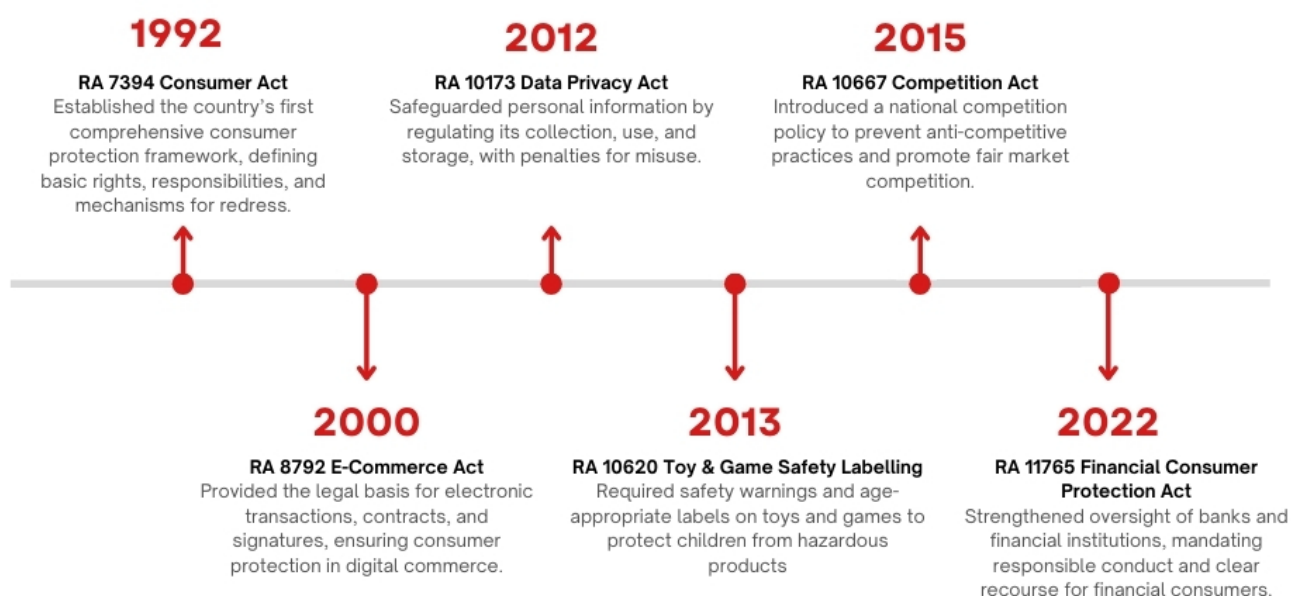 1992
RA 7394 Consumer Act
Established the country's first
comprehensive consumer
protection framework, defining
basic rights, responsibilities, and
mechanisms for redress.
2012
RA 10173 Data Privacy Act
Safeguarded personal information by
regulating its collection, use, and
storage, with penalties for misuse.
2015
RA 10667 Competition Act
Introduced a national competition
policy to prevent anti-competitive
practices and promote fair market
competition.
2000
RA 8792 E-Commerce Act
Provided the legal basis for electronic
transactions, contracts, and
signatures, ensuring consumer
protection in digital commerce.
2013
RA 10620 Toy & Game Safety Labelling
Required safety warnings and age-
appropriate labels on toys and games to
protect children from hazardous
products
2022
RA 11765 Financial Consumer
Protection Act
Strengthened oversight of banks and
financial institutions, mandating
responsible conduct and clear
recourse for financial consumers.